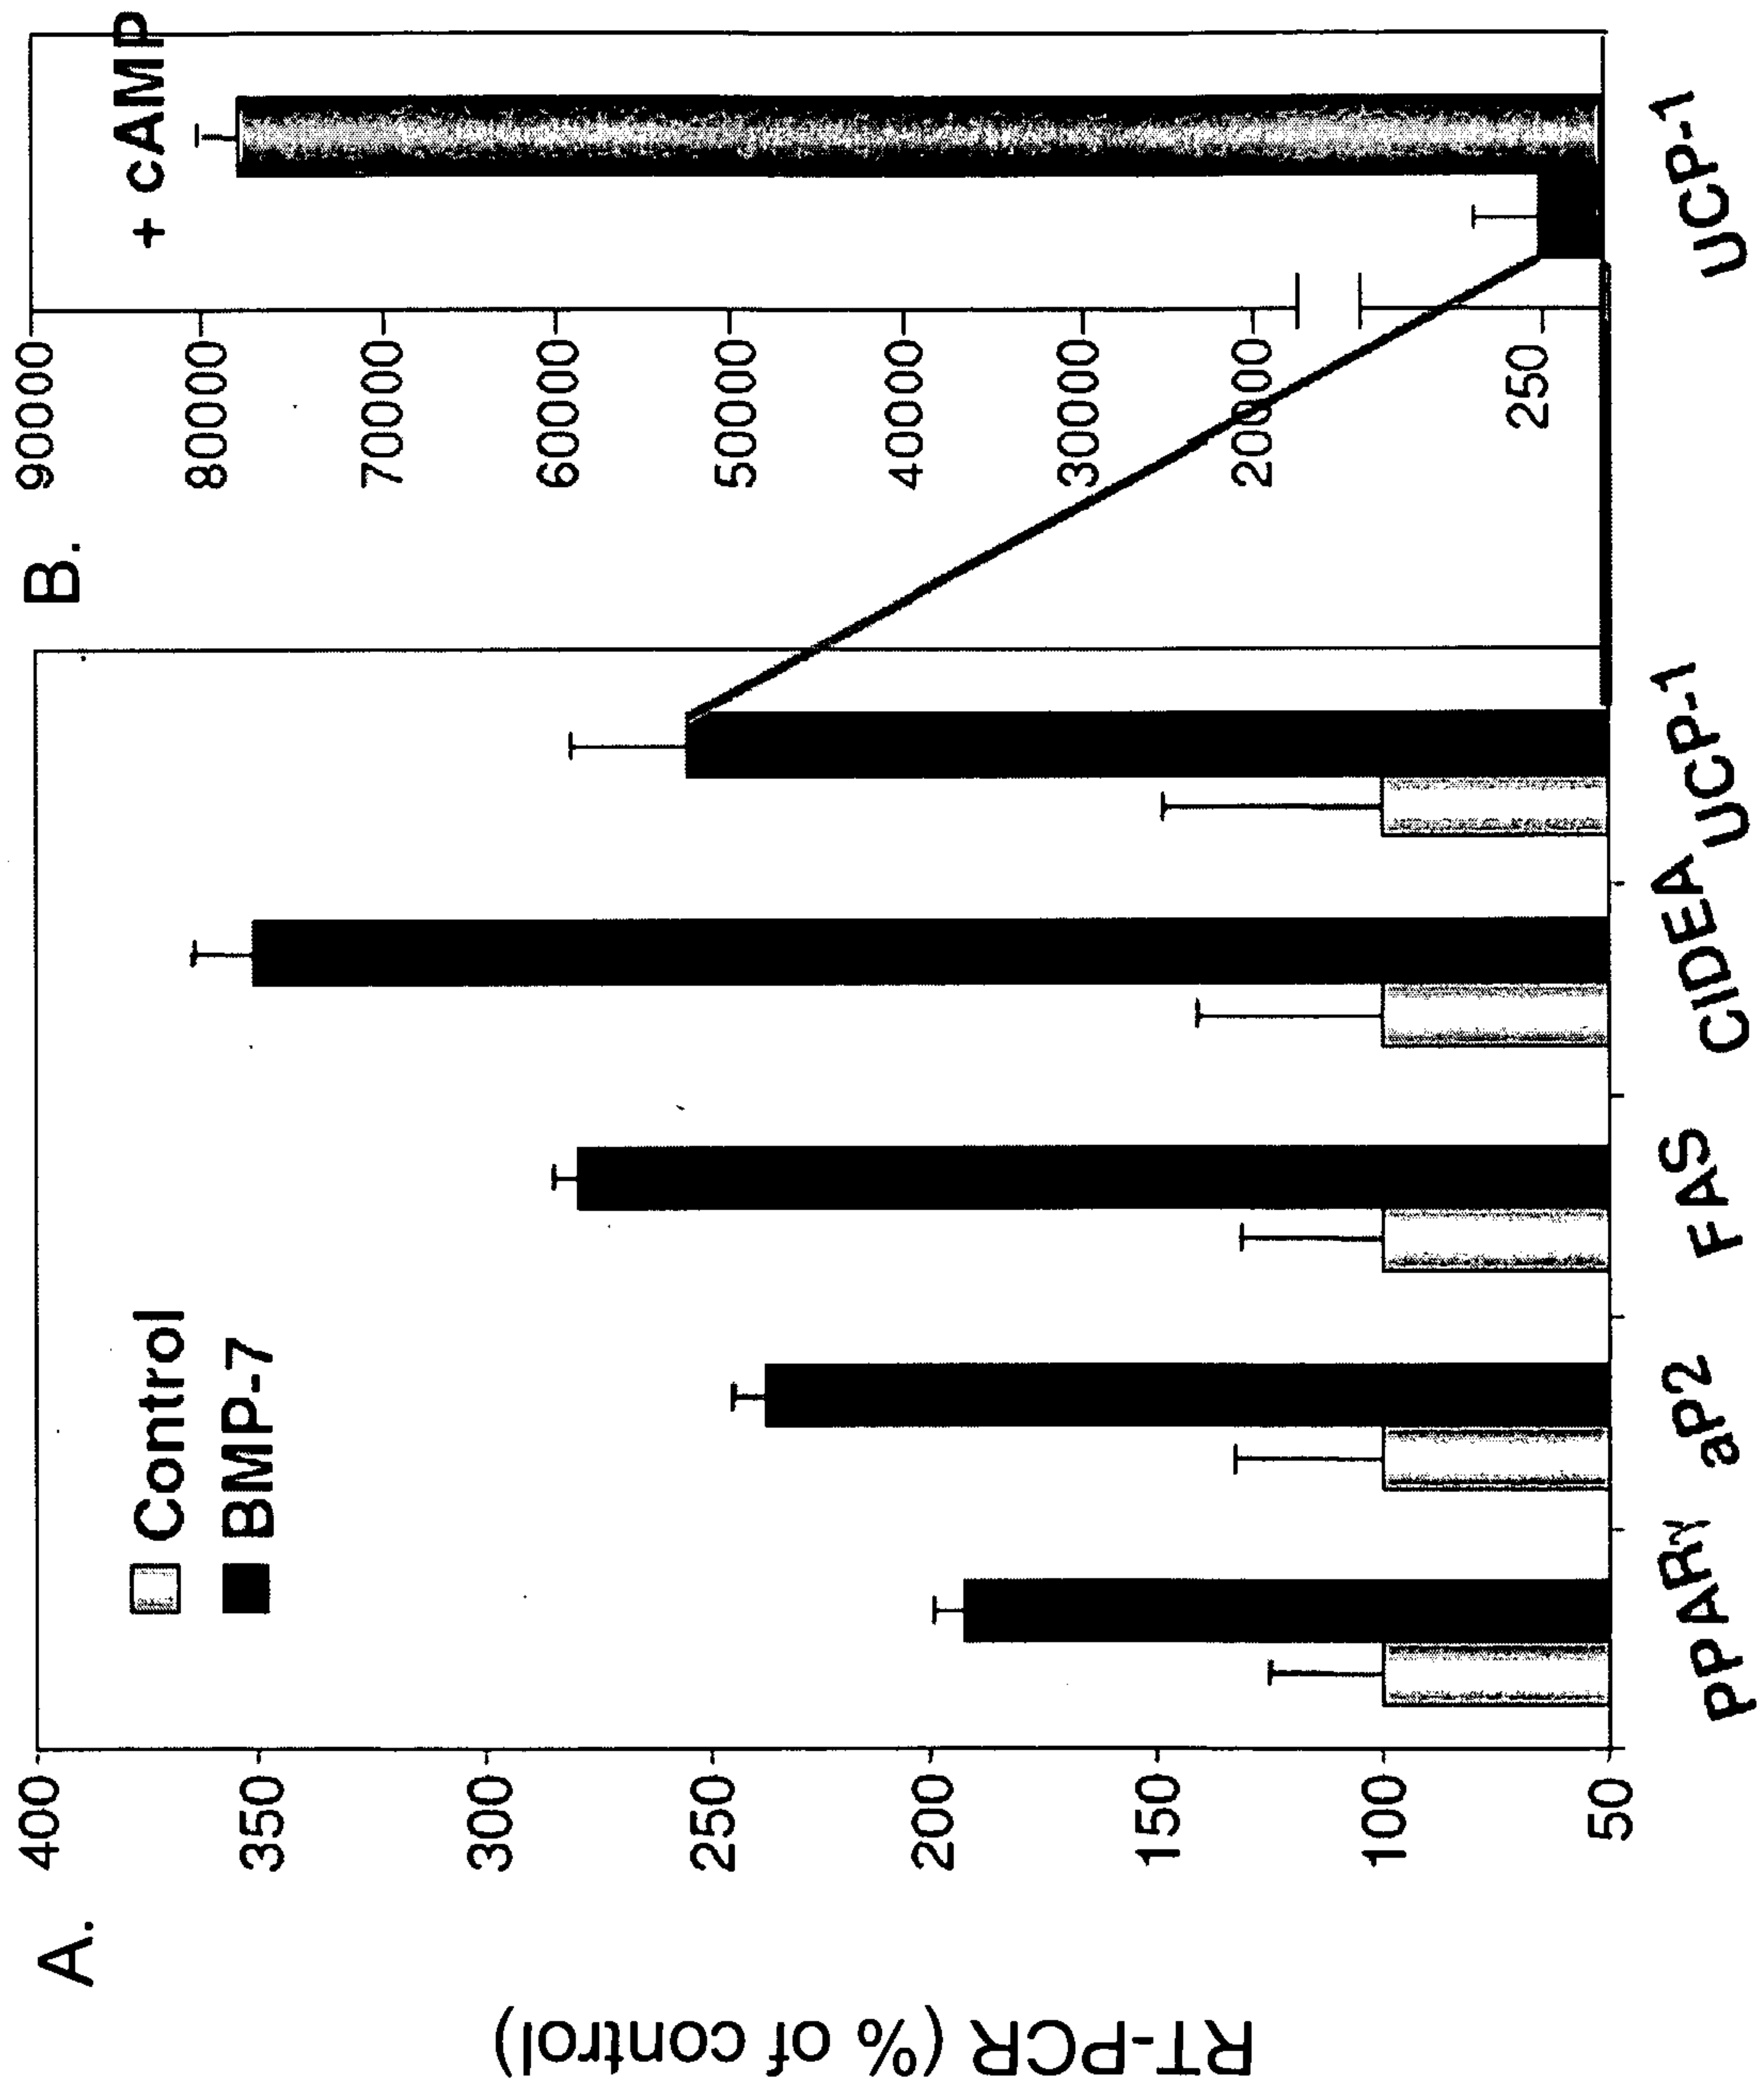 A.
RT-PCR (% of control)
400
350
300
250
200
150
100
50
Control
BMP-7
PPARγ
aP2
FAS
CIDEA
UCP-1
B.
90000
80000
70000
60000
50000
40000
30000
20000
250
+ cAMP
UCP-1